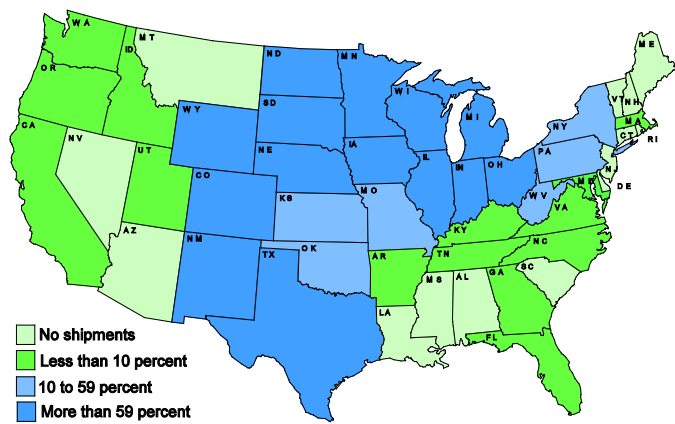 WA
MT
ME
ND
MN
ID
OR
VT
NH
WI
SD
MI
WY
MA
CA
NY
CT
RI
NV
IA
UT
NE
PA
NJ
IL
OH
IN
CO
MD
DE
MO
WV
KS
VA
KY
AZ
NC
NM
OK
TN
TX
AR
SC
GA
MS
AL
LA
No shipments
FL
Less than 10 percent
10 to 59 percent
More than 59 percent